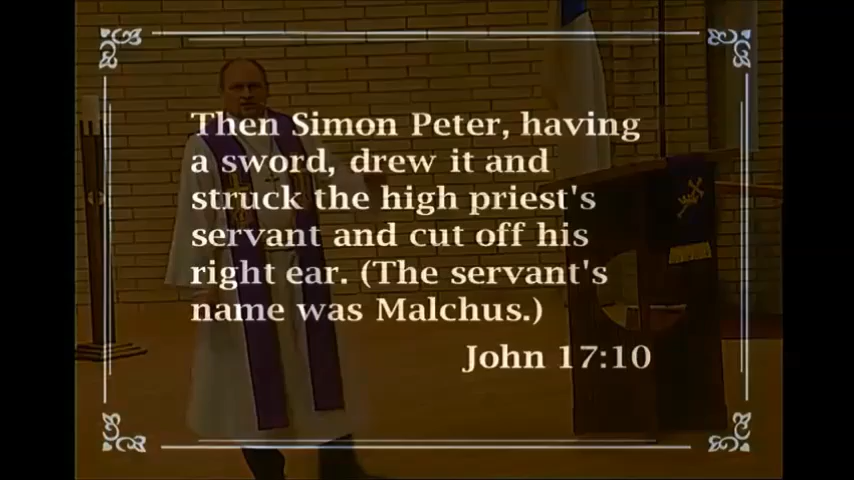 Then Simon Peter, having
a sword, drew it and
struck the high priest's
servant and cut off his
right ear. (The servant's
name was Malchus.)
John 17:10